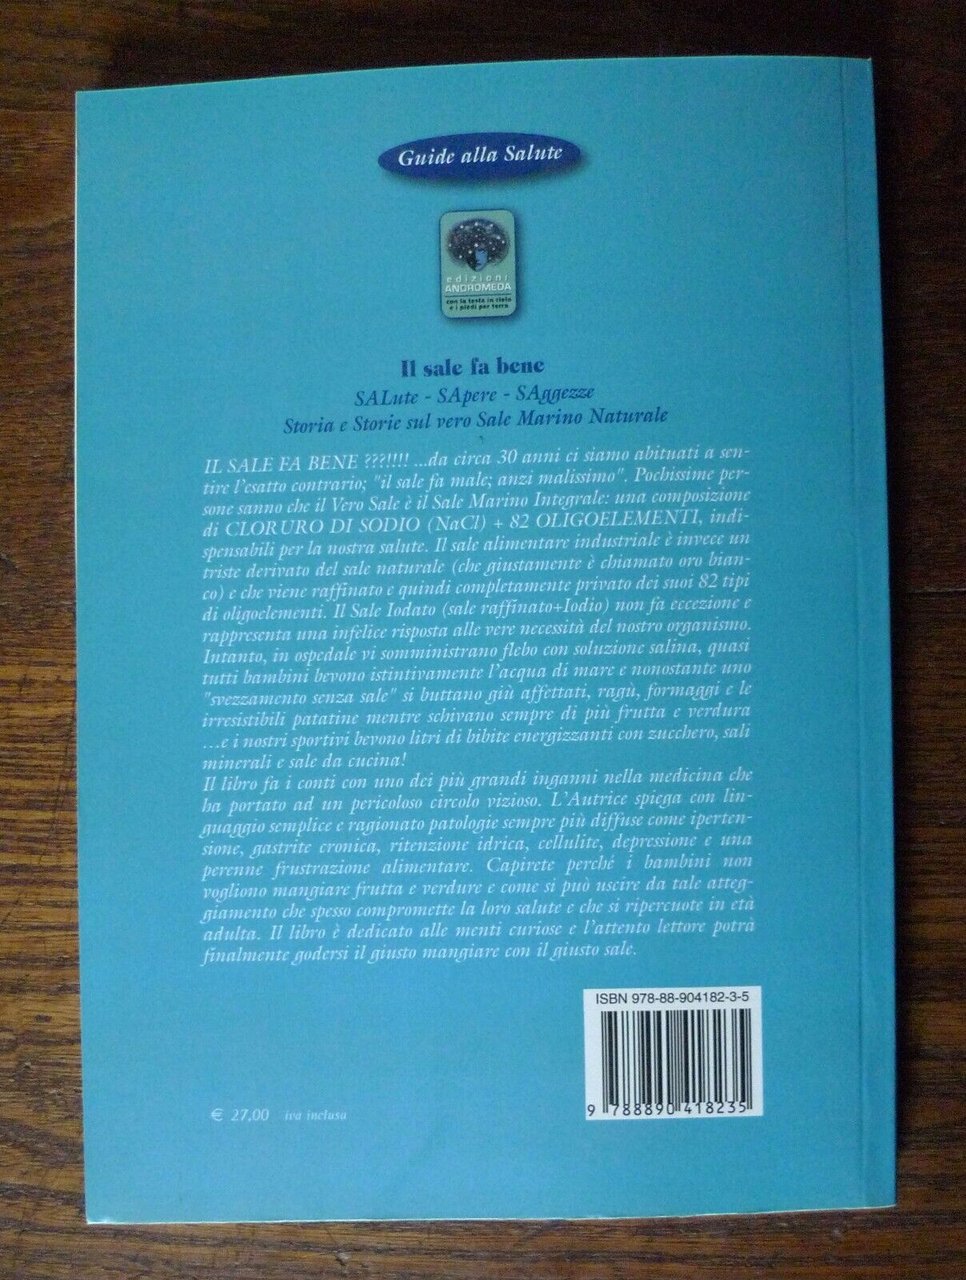 Guide alla Salute
edizioni
ANDROMEDA
con la testa in cielo
e i piedi per terra
Il sale fa bene
SALute - SApere - SAggezze
Storia e Storie sul vero Sale Marino Naturale
IL SALE FA BENE ???!!!! ...da circa 30 anni ci siamo abituati a sen-
tire l'esatto contrario; "il sale fa male; anzi malissimo". Pochissime per-
sone sanno che il Vero Sale è il Sale Marino Integrale: una composizione
di CLORURO DI SODIO (NaCl) + 82 OLIGOELEMENTI, indi-
spensabili per la nostra salute. Il sale alimentare industriale è invece un
triste derivato del sale naturale (che giustamente è chiamato oro bian-
co) e che viene raffinato e quindi completamente privato dei suoi 82 tipi
di oligoelementi. Il Sale Iodato (sale raffinato+Iodio) non fa eccezione e
rappresenta una infelice risposta alle vere necessità del nostro organismo.
Intanto, in ospedale vi somministrano flebo con soluzione salina, quasi
tutti bambini bevono istintivamente l'acqua di mare e nonostante uno
"svezzamento senza sale" si buttano giù affettati, ragù, formaggi e le
irresistibili patatine mentre schivano sempre di più frutta e verdura
...e i nostri sportivi bevono litri di bibite energizzanti con zucchero, sali
minerali e sale da cucina!
Il libro fa i conti con uno dei più grandi inganni nella medicina che
ha portato ad un pericoloso circolo vizioso. L'Autrice spiega con lin-
guaggio semplice e ragionato patologie sempre più diffuse come iperten-
sione, gastrite cronica, ritenzione idrica, cellulite, depressione e una
perenne frustrazione alimentare. Capirete perché i bambini non
vogliono mangiare frutta e verdure e come si può uscire da tale atteg-
giamento che spesso compromette la loro salute e che si ripercuote in età
adulta. Il libro è dedicato alle menti curiose e l'attento lettore potrà
finalmente godersi il giusto mangiare con il giusto sale.
ISBN 978-88-904182-3-5
9 788890 418235
€ 27,00 iva inclusa